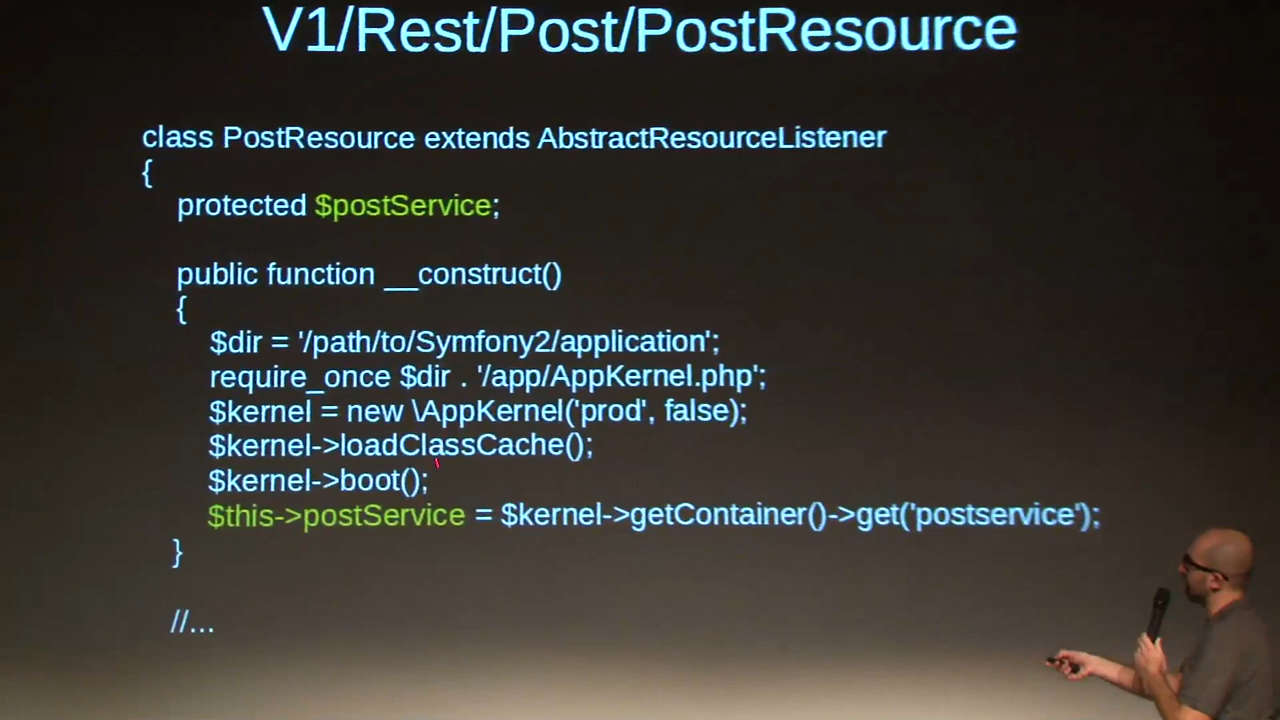 V1/Rest/Post/PostResource
class PostResource extends AbstractResourceListener
{
protected $postService;
public function __construct()
{
$dir = '/path/to/Symfony2/application';
require_once $dir . '/app/AppKernel.php';
$kernel = new \AppKernel('prod', false);
$kernel->loadClassCache();
$kernel->boot();
$this->postService = $kernel->getContainer()->get('postservice');
}
//...